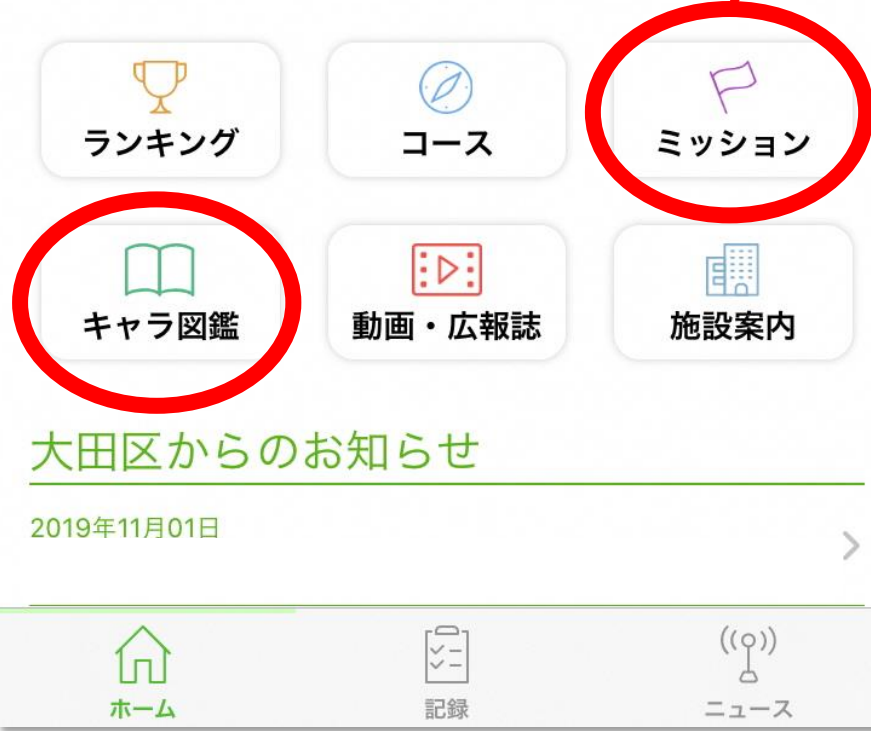 ランキング
コース
ミッション
キャラ図鑑
動画・広報誌
施設案内
大田区からのお知らせ
2019年11月01日
ホーム
記録
ニュース